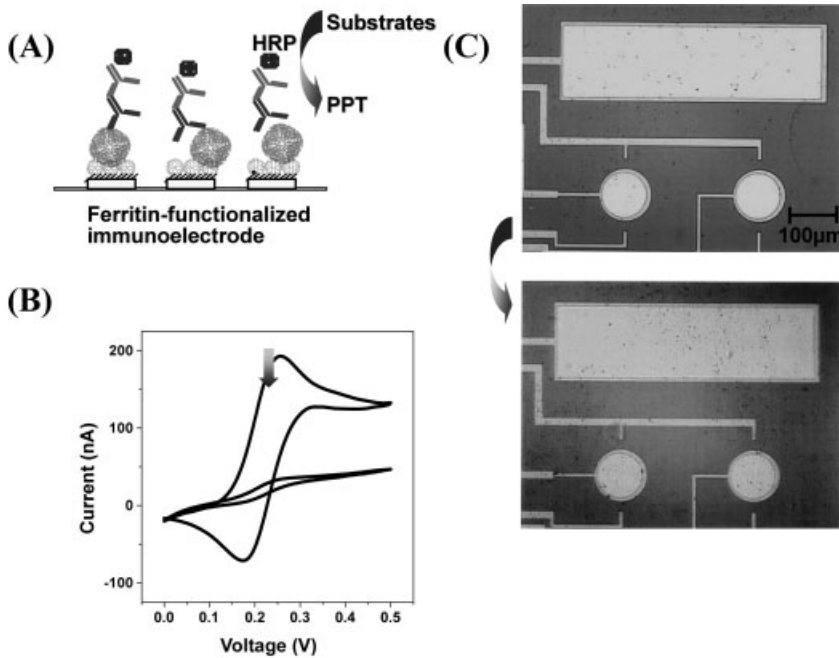 (A)
HRP
Substrates
PPT
Ferritin-functionalized
immunoelectrode
(B)
Current (nA)
200
100
0
-100
0.0 0.1 0.2 0.3 0.4 0.5
Voltage (V)
(C)
100µm